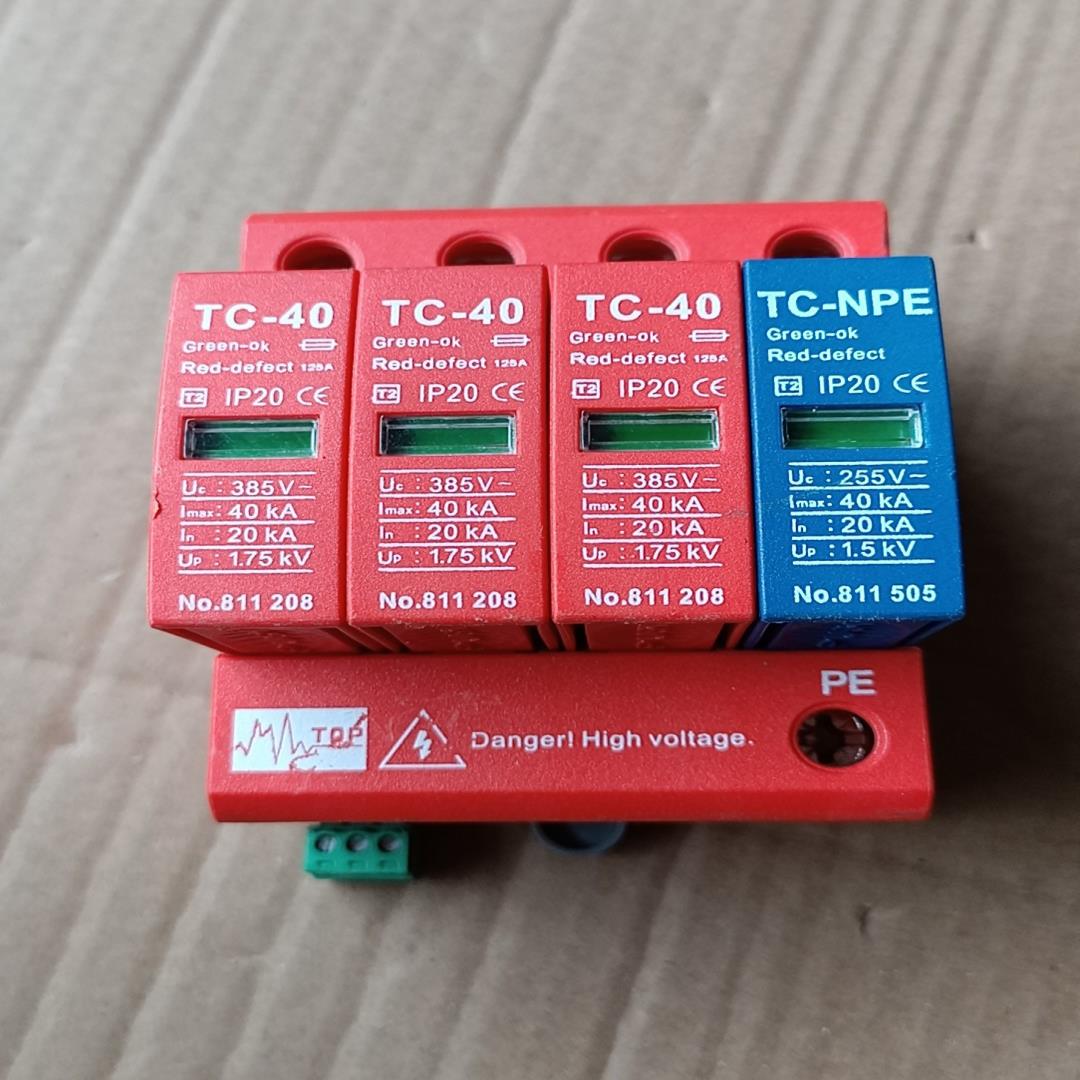 TC-40
Green-ok
Red-defect 125A
T2 IP20 CE
Uc : 385V~
Imax: 40 kA
In : 20 kA
Up : 1.75 kV
No.811 208
TC-40
Green-ok
Red-defect 125A
T2 IP20 CE
Uc : 385V~
Imax: 40 kA
In : 20 kA
Up : 1.75 kV
No.811 208
TC-40
Green-ok
Red-defect 125A
T2 IP20 CE
Uc : 385V~
Imax: 40 kA
In : 20 kA
Up : 1.75 kV
No.811 208
TC-NPE
Green-ok
Red-defect
T2 IP20 CE
Uc : 255V~
Imax: 40 kA
In : 20 kA
Up : 1.5 kV
No.811 505
PE
TOP
Danger! High voltage.